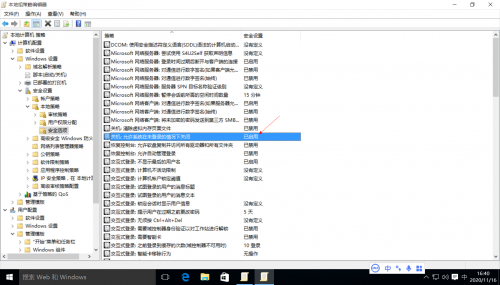 本地组策略编辑器
文件(F) 操作(A) 查看(V) 帮助(H)
本地计算机 策略
计算机配置
软件设置
Windows 设置
域名解析策略
脚本(启动/关机)
已部署的打印机
安全设置
帐户策略
本地策略
审核策略
用户权限分配
安全选项
高级安全 Windows 防火
网络列表管理器策略
公钥策略
软件限制策略
应用程序控制策略
IP 安全策略，在 本地计
高级审核策略配置
基于策略的 QoS
管理模板
用户配置
软件设置
Windows 设置
管理模板
"开始"菜单和任务栏
Windows 组件
策略 安全设置
DCOM: 使用安全描述符定义语言(SDDL)语法的计算机启动... 没有定义
Microsoft 网络服务器: 尝试使用 S4U2Self 获取声明信息 没有定义
Microsoft 网络服务器: 登录时间过期后断开与客户端的连接 已启用
Microsoft 网络服务器: 对通信进行数字签名(如果客户端允... 已禁用
Microsoft 网络服务器: 对通信进行数字签名(始终) 已禁用
Microsoft 网络服务器: 服务器 SPN 目标名称验证级别 没有定义
Microsoft 网络服务器: 暂停会话前所需的空闲时间数量 15 分钟
Microsoft 网络客户端: 对通信进行数字签名(如果服务器允... 已启用
Microsoft 网络客户端: 对通信进行数字签名(始终) 已禁用
Microsoft 网络客户端: 将未加密的密码发送到第三方 SMB... 已禁用
关机: 清除虚拟内存页面文件 已禁用
关机: 允许系统在未登录的情况下关闭 已启用
恢复控制台: 允许软盘复制并访问所有驱动器和所有文件夹 已禁用
恢复控制台: 允许自动管理登录 已禁用
交互式登录: 不显示最后的用户名 已禁用
交互式登录: 计算机不活动限制 没有定义
交互式登录: 计算机帐户锁定阈值 没有定义
交互式登录: 试图登录的用户的消息标题
交互式登录: 试图登录的用户的消息文本
交互式登录: 锁定会话时显示用户信息 没有定义
交互式登录: 提示用户在过期之前更改密码 5 天
交互式登录: 无须按 Ctrl+Alt+Del 没有定义
交互式登录: 需要域控制器身份验证以对工作站进行解锁 已禁用
交互式登录: 需要智能卡 已禁用
交互式登录: 之前登录到缓存的次数(域控制器不可用时) 10 登录
交互式登录: 智能卡移除行为 无操作
搜索 Web 和 Windows
中
中
16:40
2020/11/16